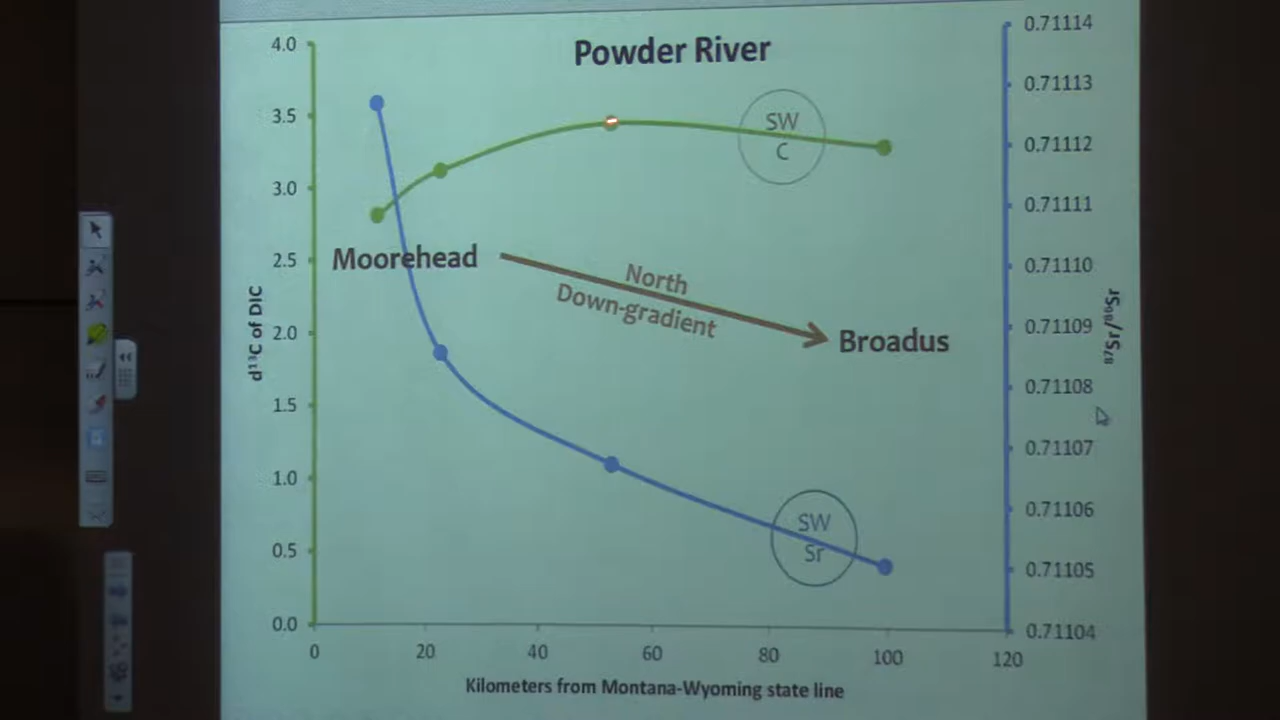 Powder River
4.0
3.5
3.0
2.5
2.0
1.5
1.0
0.5
0.0
d¹³C of DIC
0.71114
0.71113
0.71112
0.71111
0.71110
0.71109
0.71108
0.71107
0.71106
0.71105
0.71104
⁸⁷Sr/⁸⁶Sr
SW
C
Moorehead
North
Down-gradient
Broadus
SW
Sr
0
20
40
60
80
100
120
Kilometers from Montana-Wyoming state line